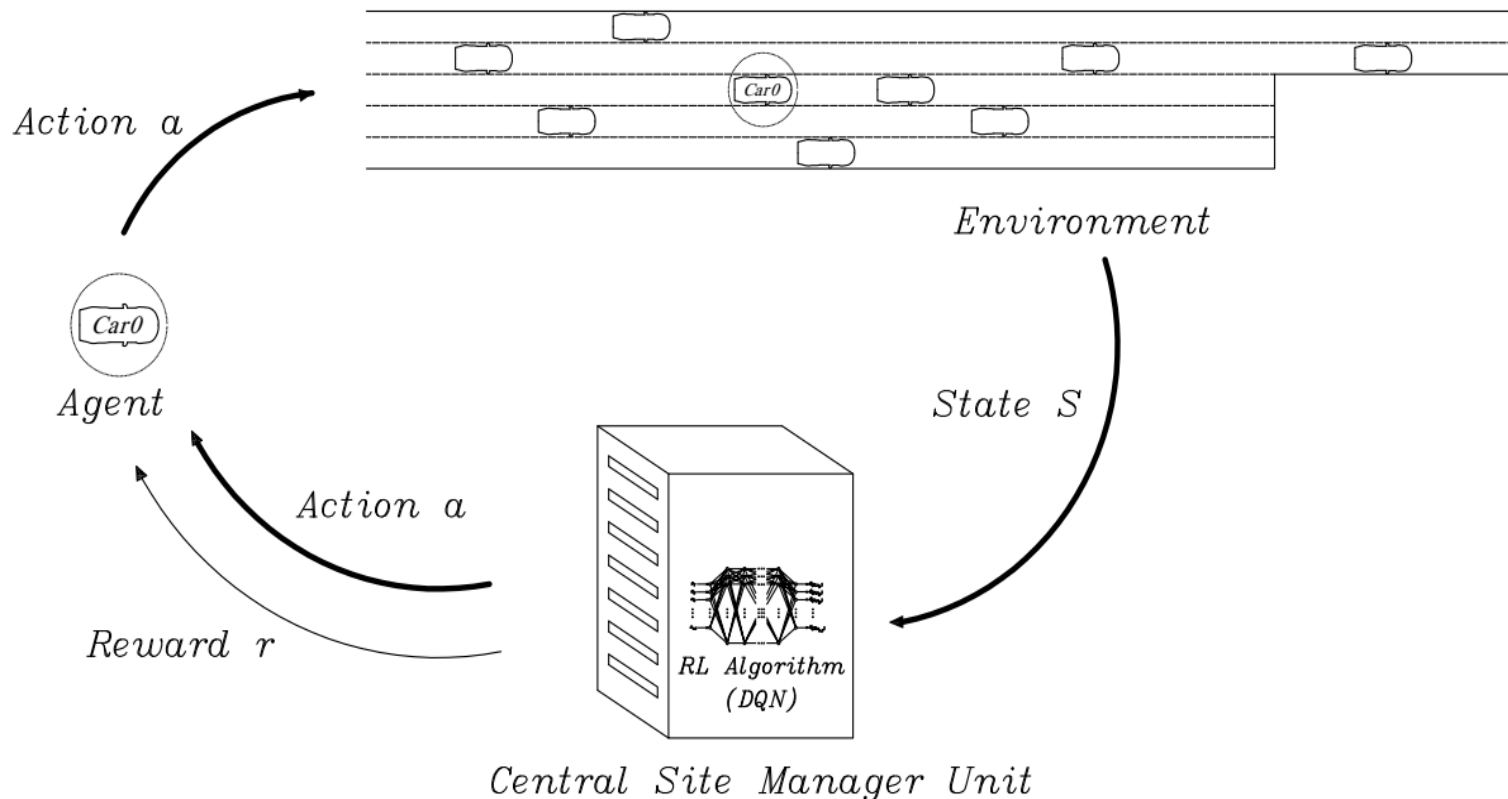 Action a
Car0
Environment
Car0
Agent
State S
Action a
Reward r
RL Algorithm
(DQN)
Central Site Manager Unit